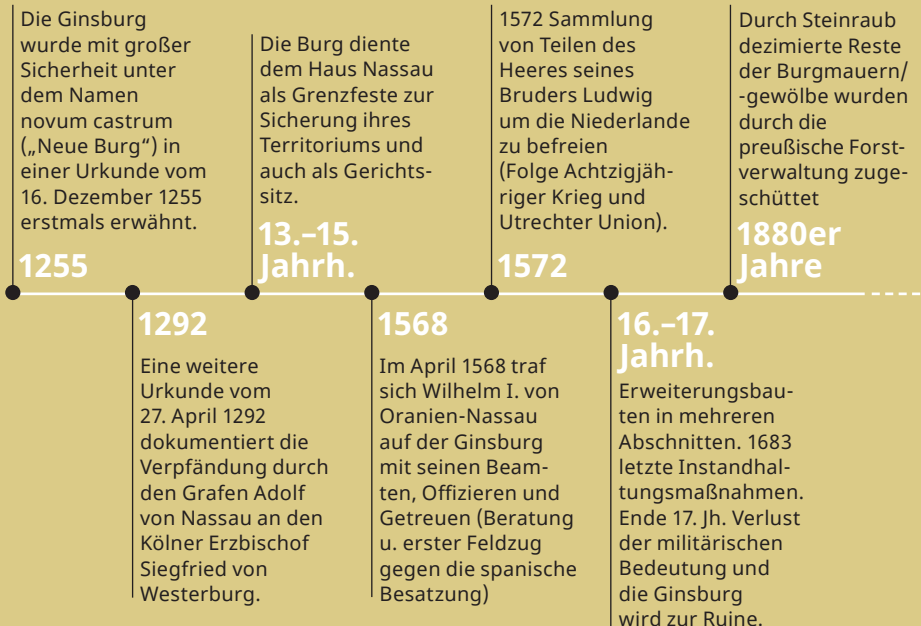 Die Ginsburg
wurde mit großer
Sicherheit unter
dem Namen
novum castrum
(„Neue Burg“) in
einer Urkunde vom
16. Dezember 1255
erstmals erwähnt.
1255
1292
Eine weitere
Urkunde vom
27. April 1292
dokumentiert die
Verpfändung durch
den Grafen Adolf
von Nassau an den
Kölner Erzbischof
Siegfried von
Westerburg.
Die Burg diente
dem Haus Nassau
als Grenzfeste zur
Sicherung ihres
Territoriums und
auch als Gerichts-
sitz.
13.–15.
Jahrh.
1568
Im April 1568 traf
sich Wilhelm I. von
Oranien-Nassau
auf der Ginsburg
mit seinen Beam-
ten, Offizieren und
Getreuen (Beratung
u. erster Feldzug
gegen die spanische
Besatzung)
1572 Sammlung
von Teilen des
Heeres seines
Bruders Ludwig
um die Niederlande
zu befreien
(Folge Achtzigjäh-
riger Krieg und
Utrechter Union).
1572
16.–17.
Jahrh.
Erweiterungsbau-
ten in mehreren
Abschnitten. 1683
letzte Instandhal-
tungsmaßnahmen.
Ende 17. Jh. Verlust
der militärischen
Bedeutung und
die Ginsburg
wird zur Ruine.
Durch Steinraub
dezimierte Reste
der Burgmauern/
-gewölbe wurden
durch die
preußische Forst-
verwaltung zuge-
schüttet
1880er
Jahre